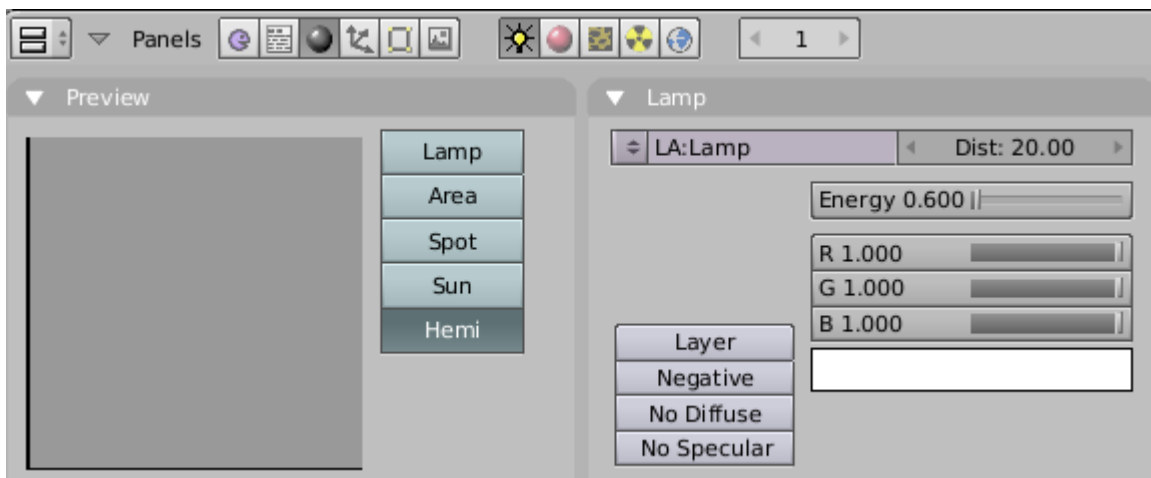 Panels
1
Preview
Lamp
Area
Spot
Sun
Hemi
Lamp
LA:Lamp
Dist: 20.00
Energy 0.600
R 1.000
G 1.000
B 1.000
Layer
Negative
No Diffuse
No Specular